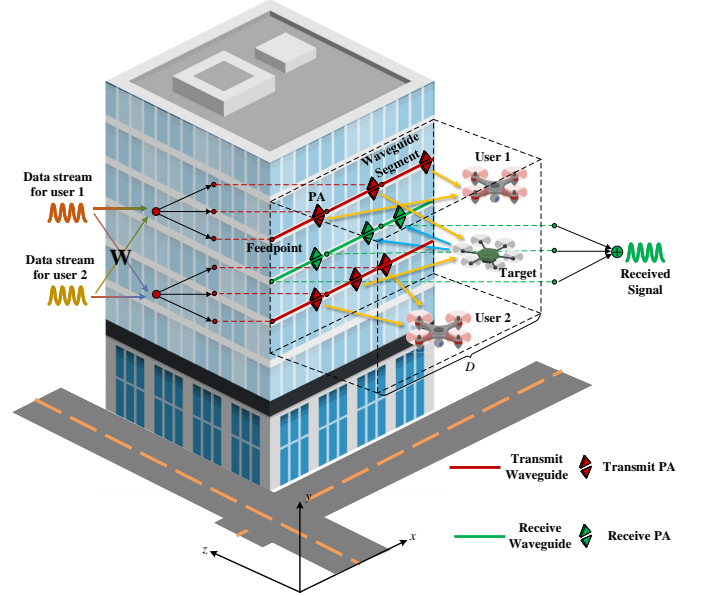 Data stream
for user 1
Data stream
for user 2
W
Waveguide
Segment
PA
Feedpoint
User 1
Target
User 2
D
Received
Signal
Transmit
Waveguide
Transmit PA
Receive
Waveguide
Receive PA
y
x
z